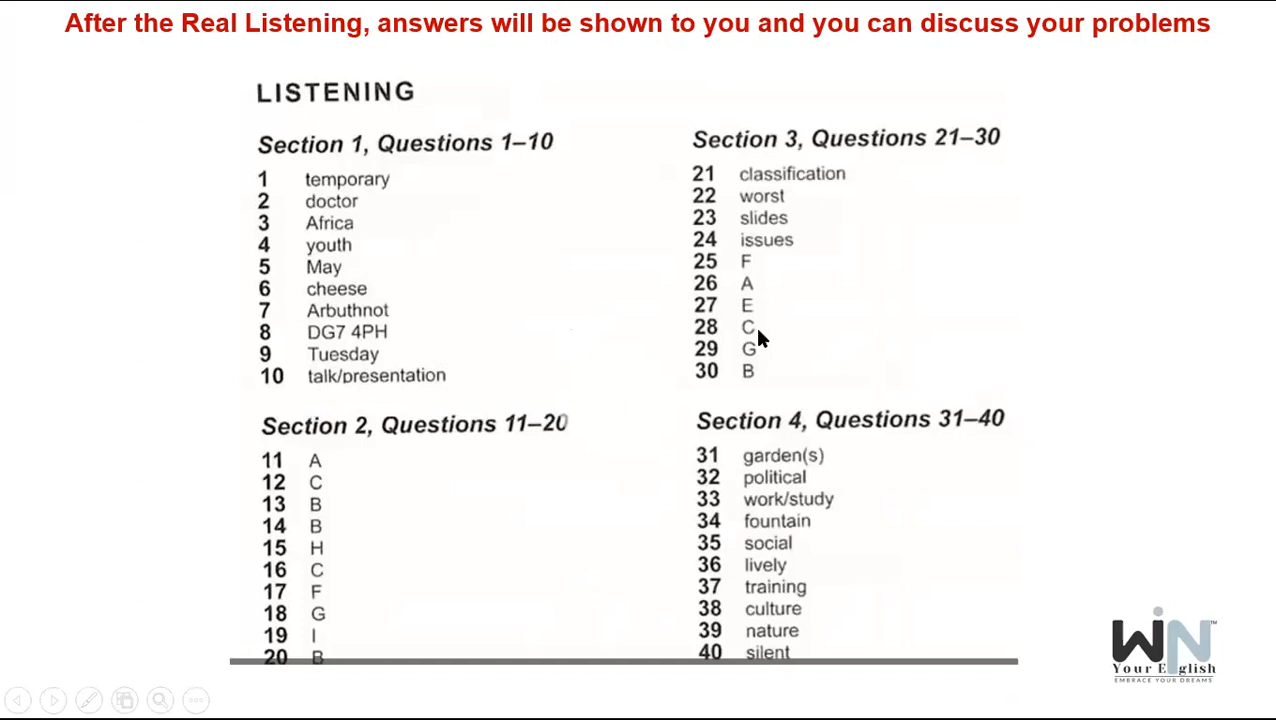 After the Real Listening, answers will be shown to you and you can discuss your problems
LISTENING
Section 1, Questions 1–10
1 temporary
2 doctor
3 Africa
4 youth
5 May
6 cheese
7 Arbuthnot
8 DG7 4PH
9 Tuesday
10 talk/presentation
Section 2, Questions 11–20
11 A
12 C
13 B
14 B
15 H
16 C
17 F
18 G
19 I
20 B
Section 3, Questions 21–30
21 classification
22 worst
23 slides
24 issues
25 F
26 A
27 E
28 C
29 G
30 B
Section 4, Questions 31–40
31 garden(s)
32 political
33 work/study
34 fountain
35 social
36 lively
37 training
38 culture
39 nature
40 silent
WiN™
Your English
EMBRACE YOUR DREAMS